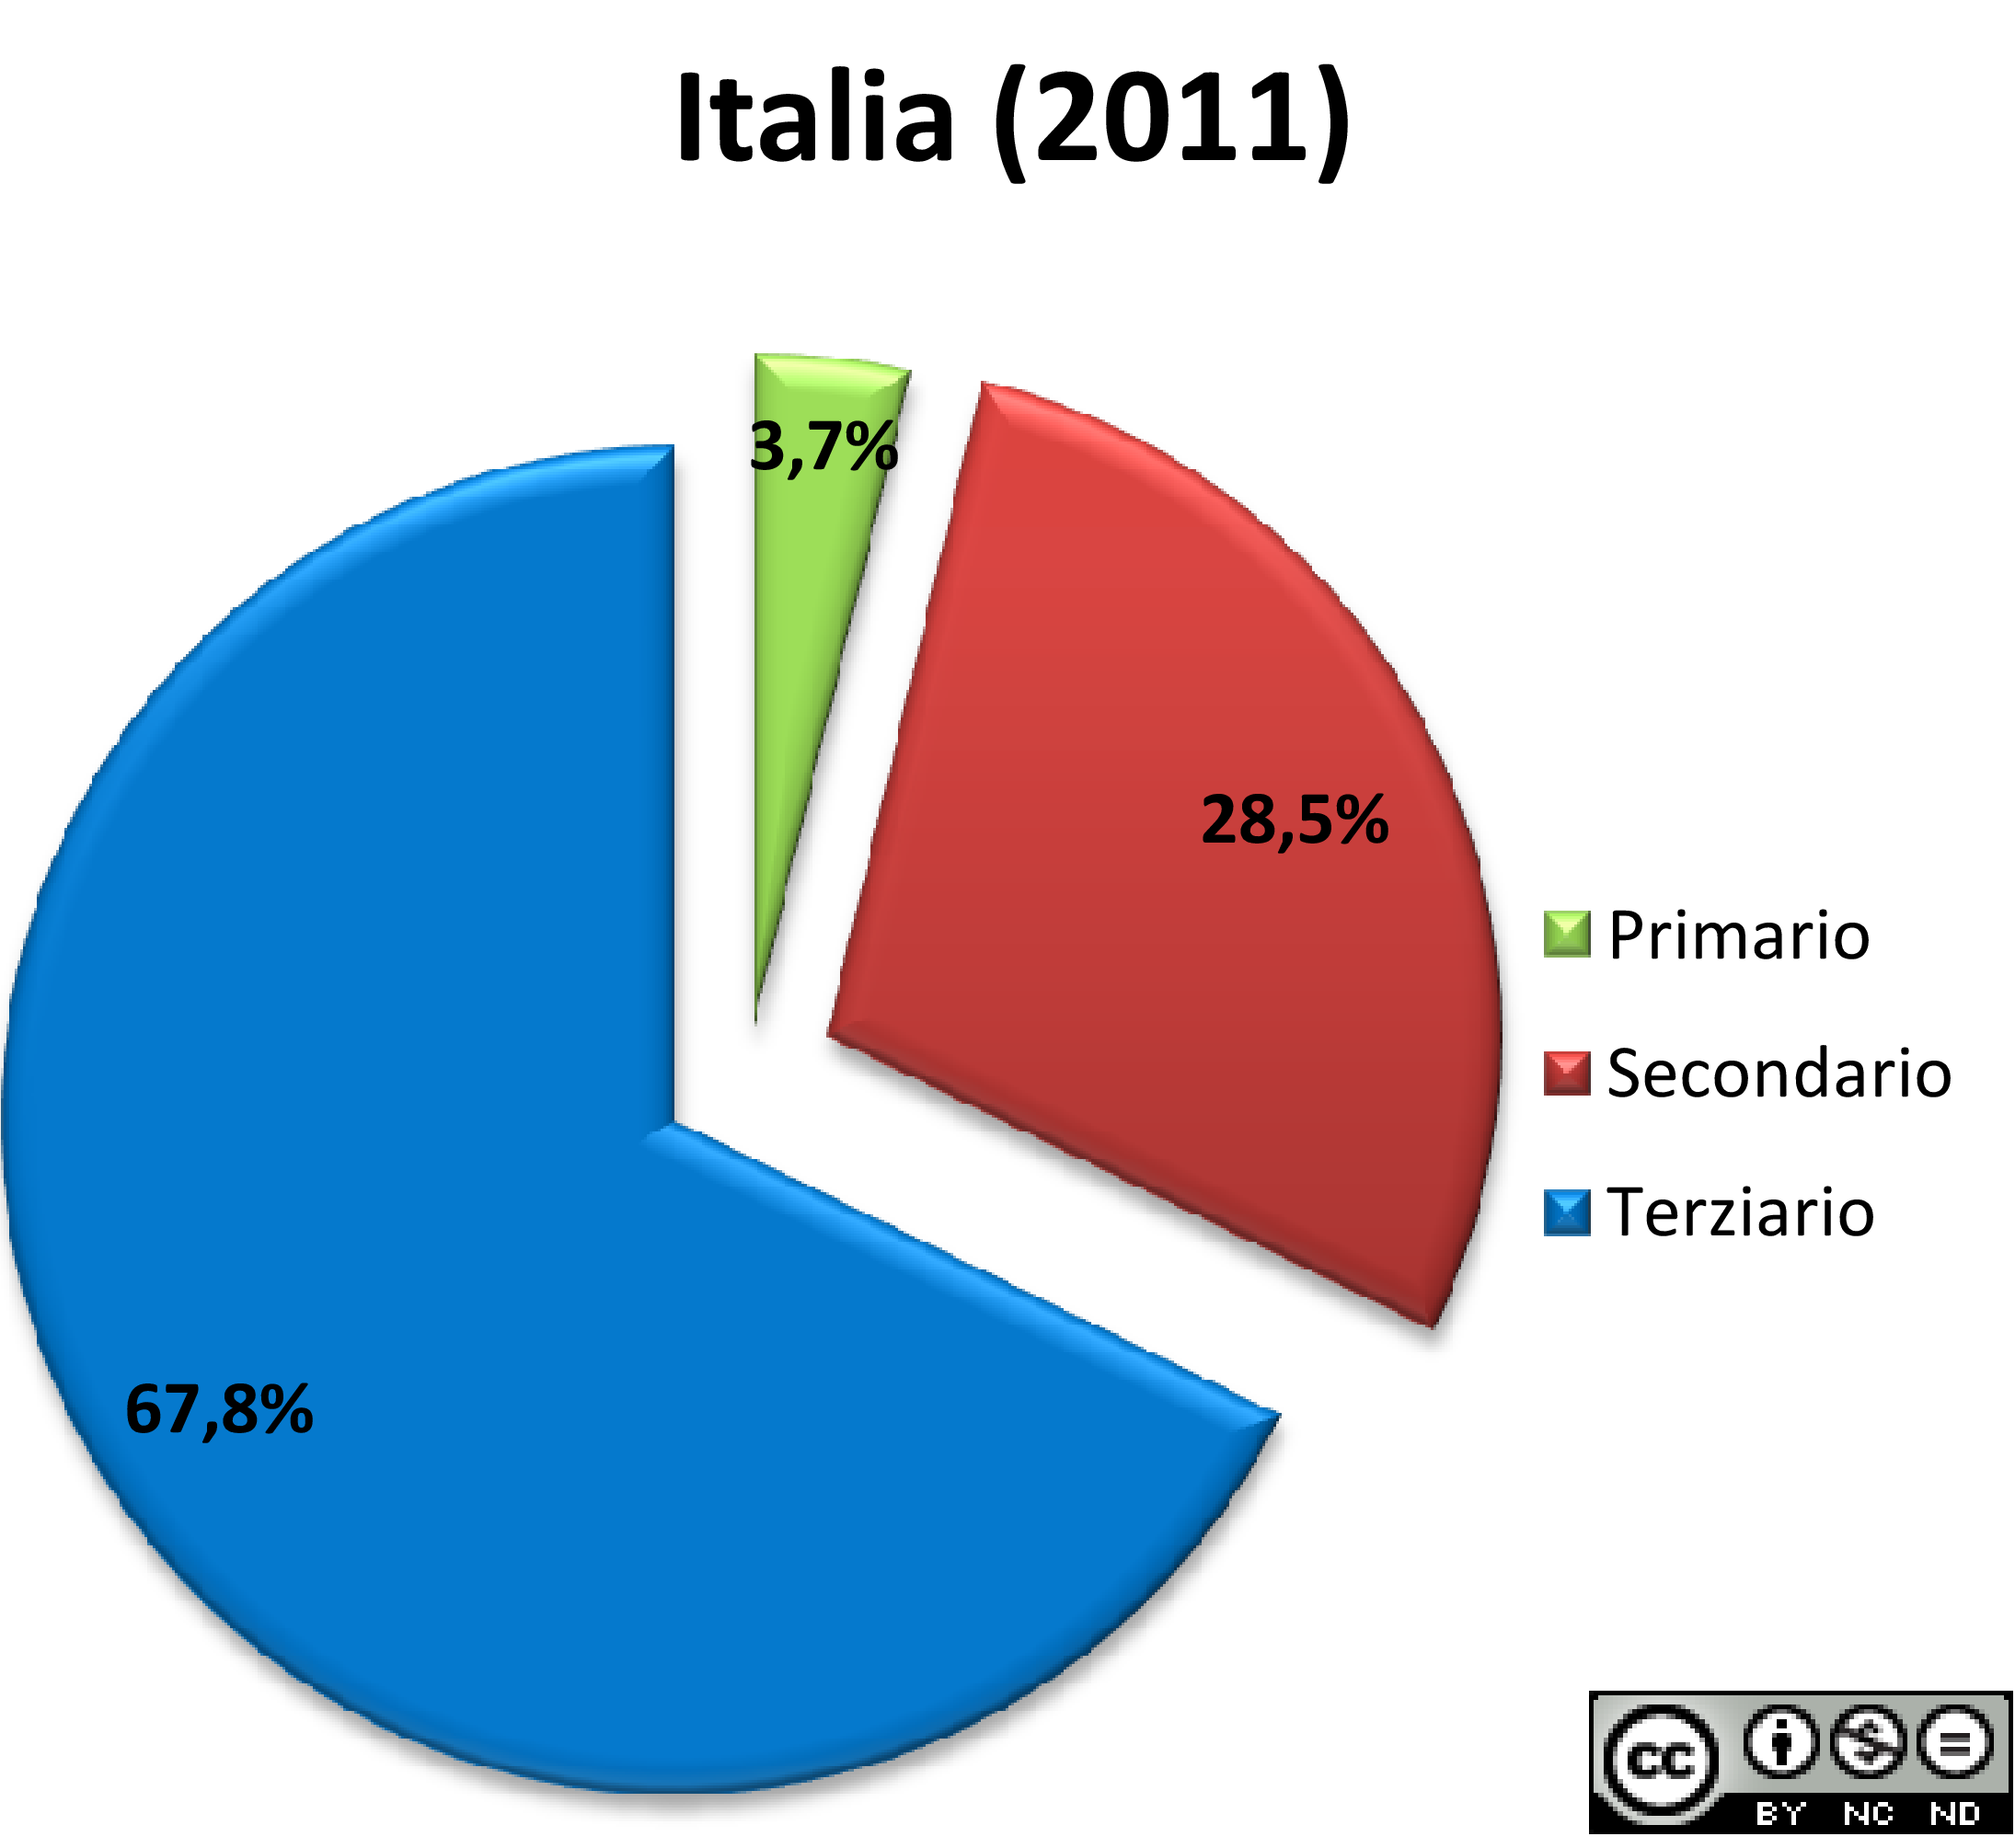 Italia (2011)
3,7%
28,5%
67,8%
Primario
Secondario
Terziario
cc
BY NC ND